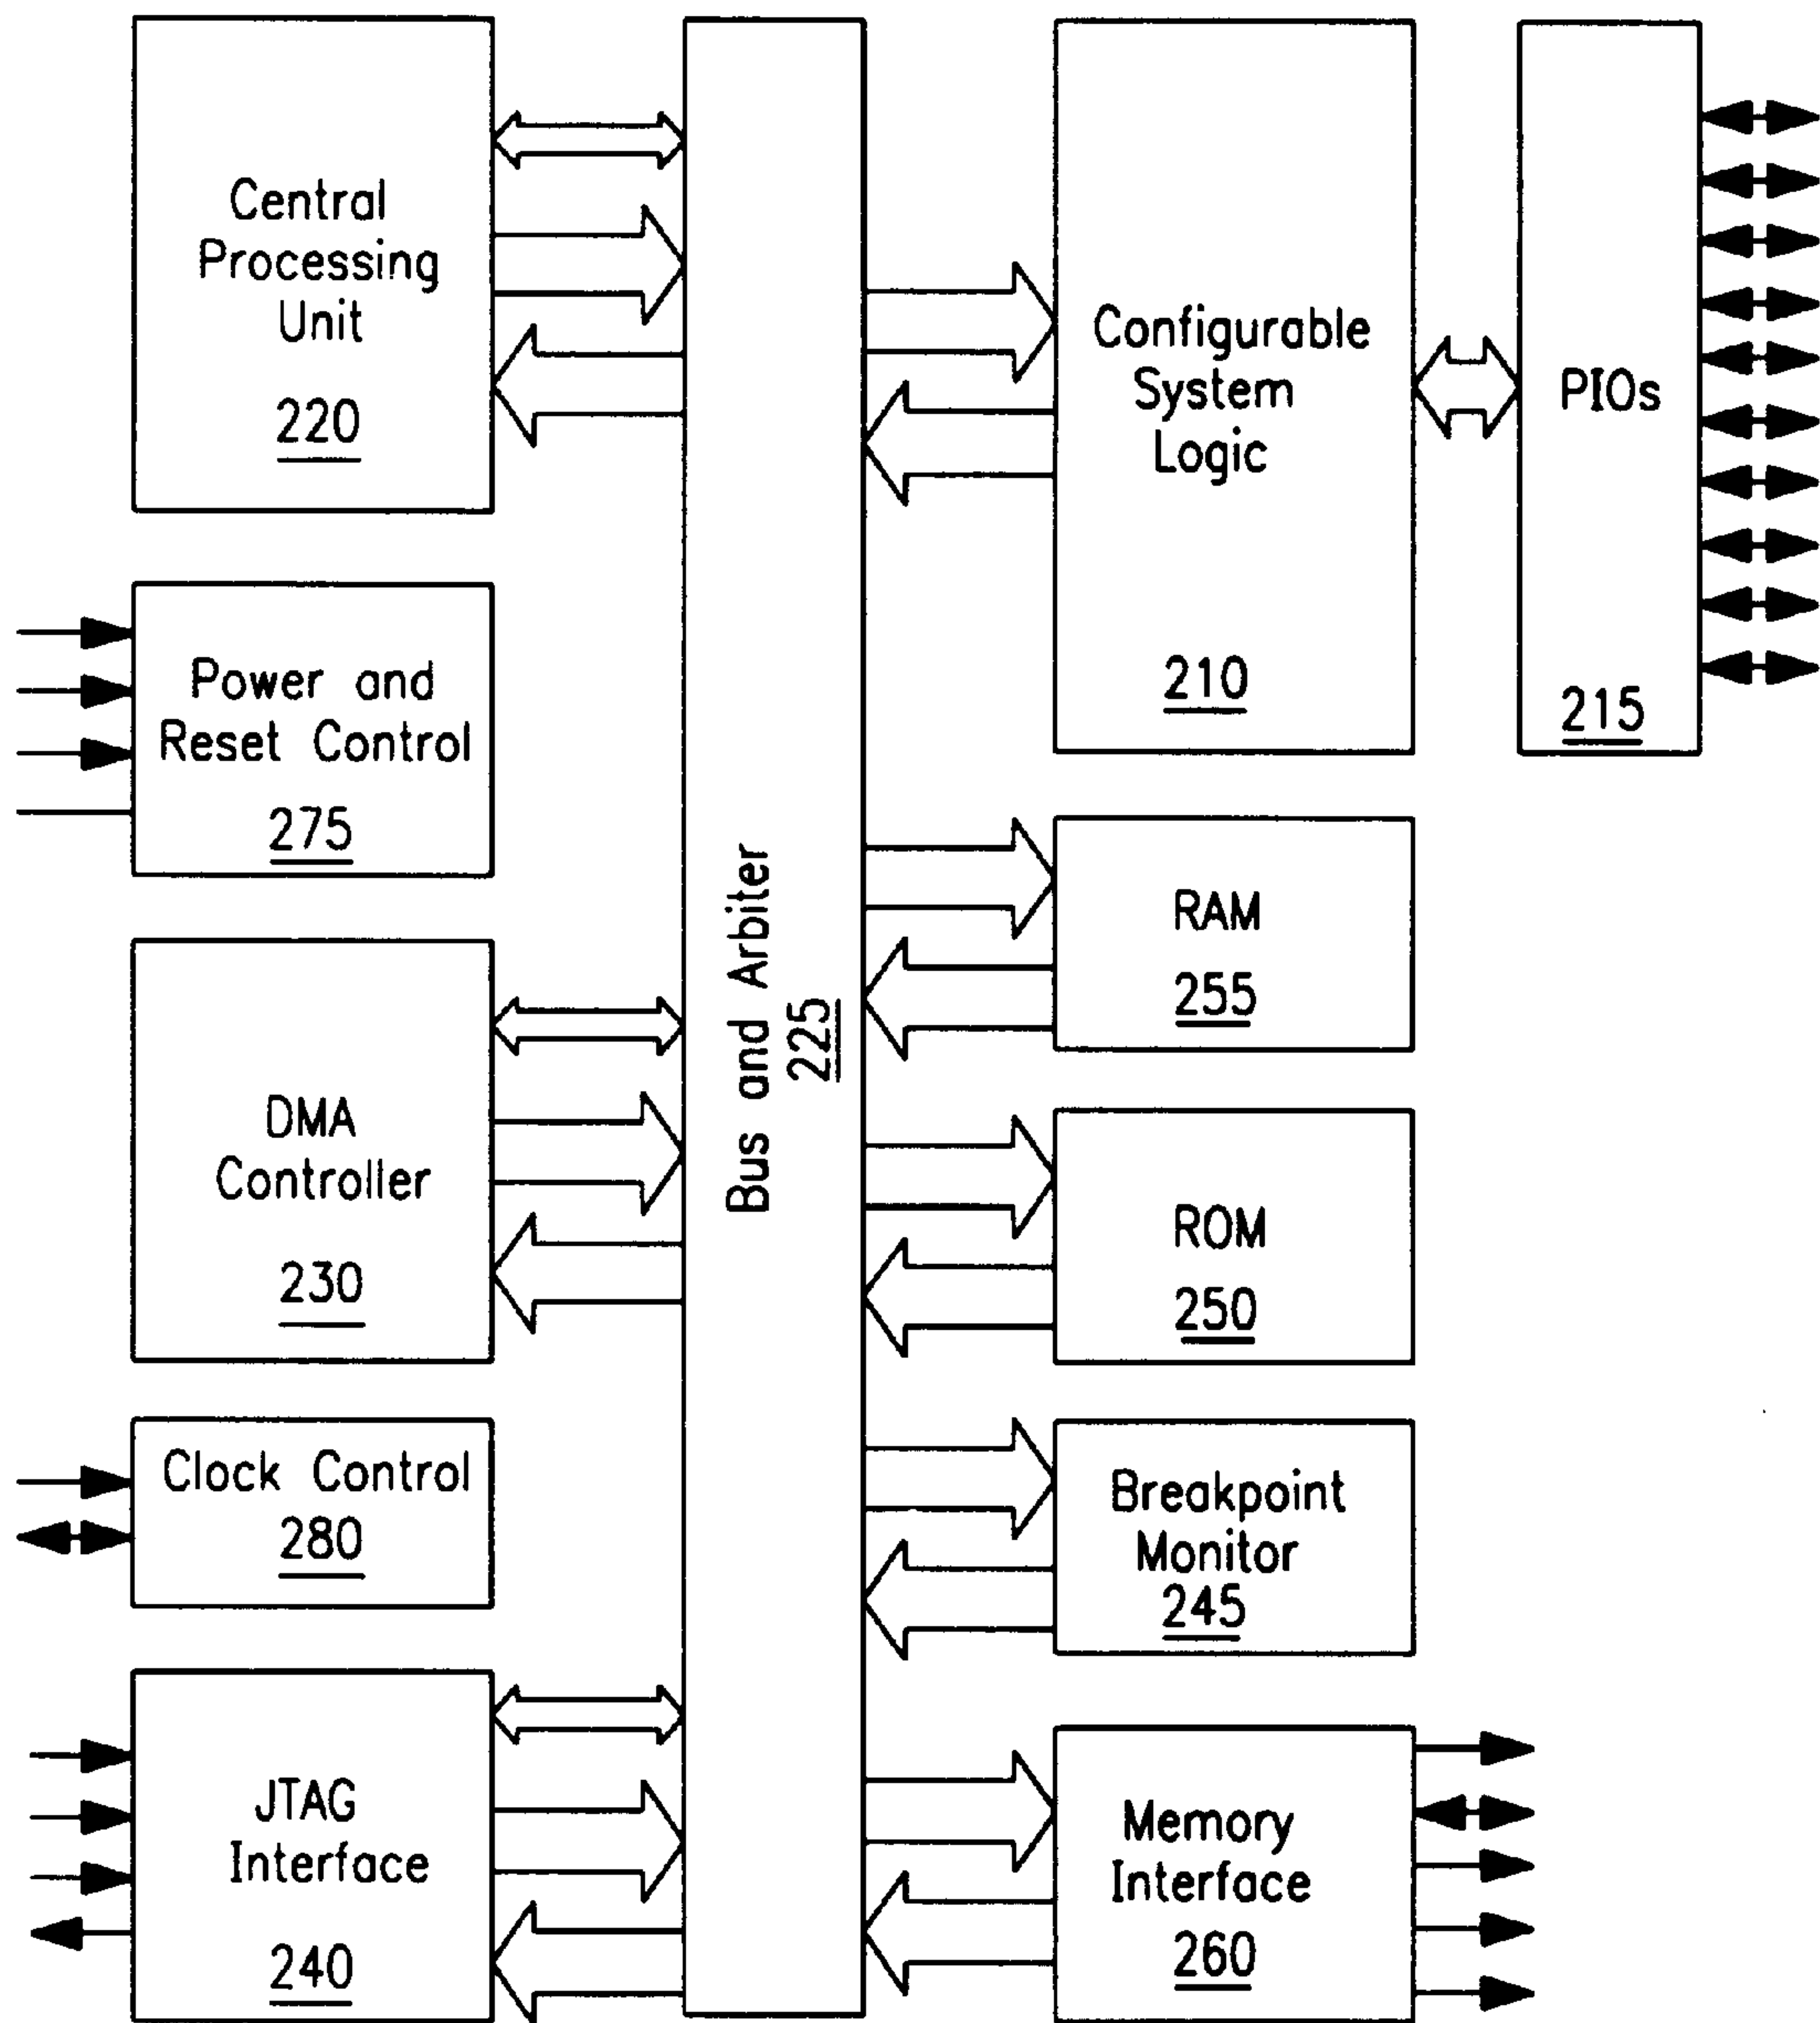 Central
Processing
Unit
220
Power and
Reset Control
275
DMA
Controller
230
Clock Control
280
JTAG
Interface
240
Bus and Arbiter
225
Configurable
System
Logic
210
PIOs
215
RAM
255
ROM
250
Breakpoint
Monitor
245
Memory
Interface
260